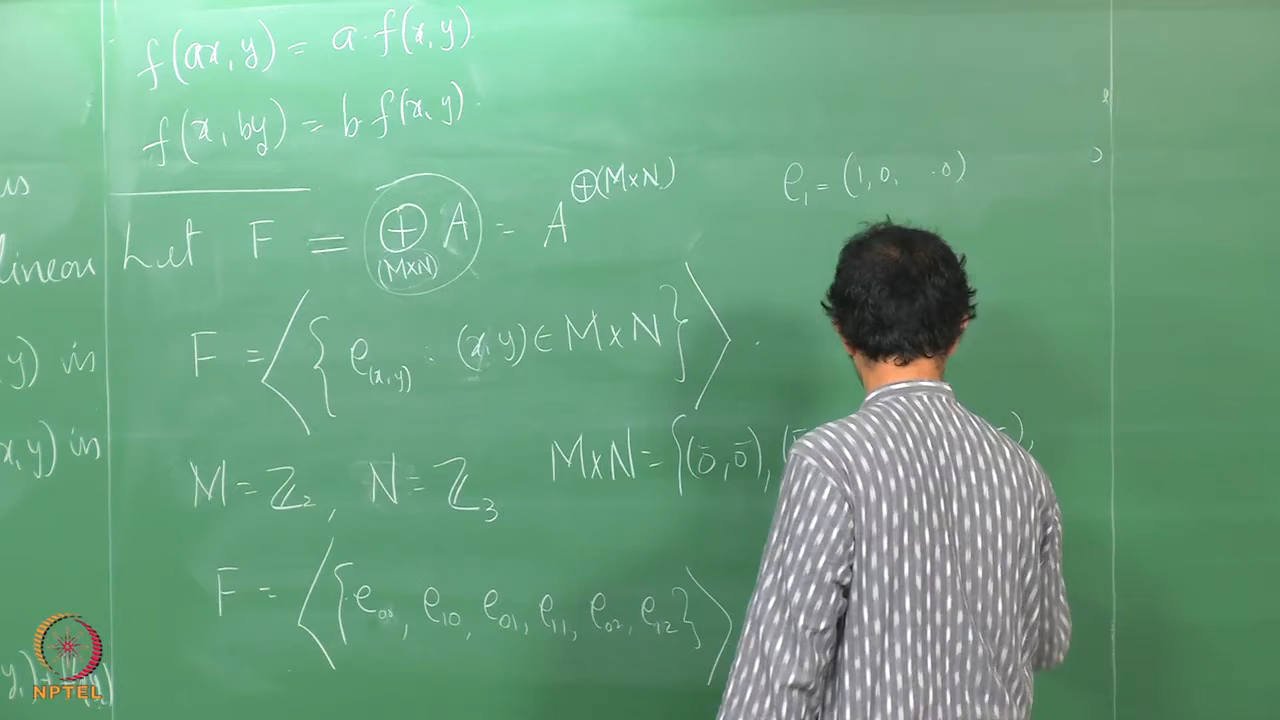 f(ax, y) = a · f(x, y).
f(x, by) = b f(x, y).
is
linear
y) is
x, y) in
y,) + (y,)
Let F = ⊕ A = A^{⊕(M×N)}
(M×N)
e₁ = (1, 0, ..0)
F = ⟨{e_{(x,y)} : (x, y) ∈ M×N}⟩.
M = ℤ₂, N = ℤ₃
M×N = {(0̄, 0̄), (
F = ⟨{e₀₀, e₁₀, e₀₁, e₁₁, e₀₂, e₁₂}⟩
NPTEL